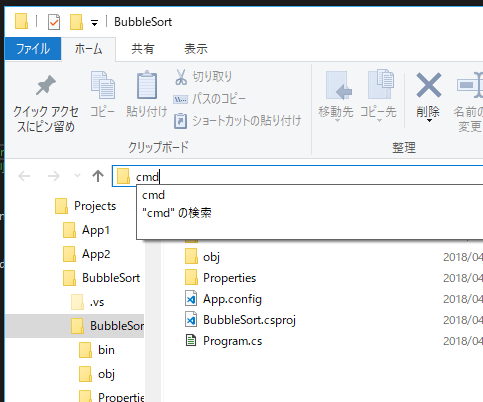 BubbleSort
ファイル
ホーム
共有
表示
クイック アクセ
スにピン留め
コピー
貼り付け
切り取り
パスのコピー
ショートカットの貼り付け
クリップボード
移動先
コピー先
削除
名前の
変更
整理
cmd
cmd
"cmd" の検索
Projects
App1
App2
BubbleSort
.vs
BubbleSor
bin
obj
Propertie
obj 2018/04
Properties 2018/04
App.config 2018/04
BubbleSort.csproj 2018/04
Program.cs 2018/04